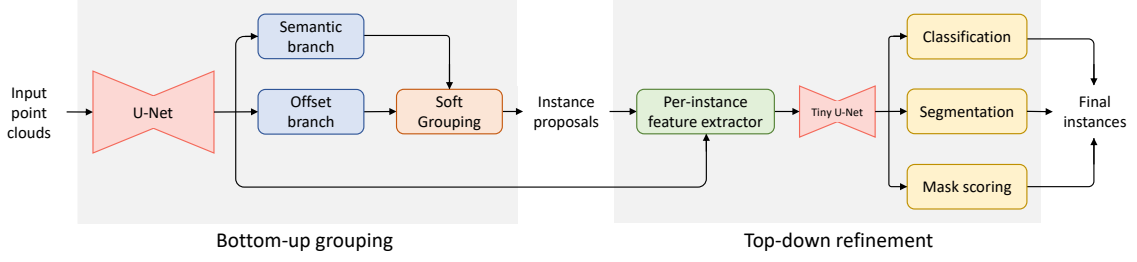 Input
point
clouds
U-Net
Semantic
branch
Offset
branch
Soft
Grouping
Instance
proposals
Per-instance
feature extractor
Tiny U-Net
Classification
Segmentation
Mask scoring
Final
instances
Bottom-up grouping
Top-down refinement